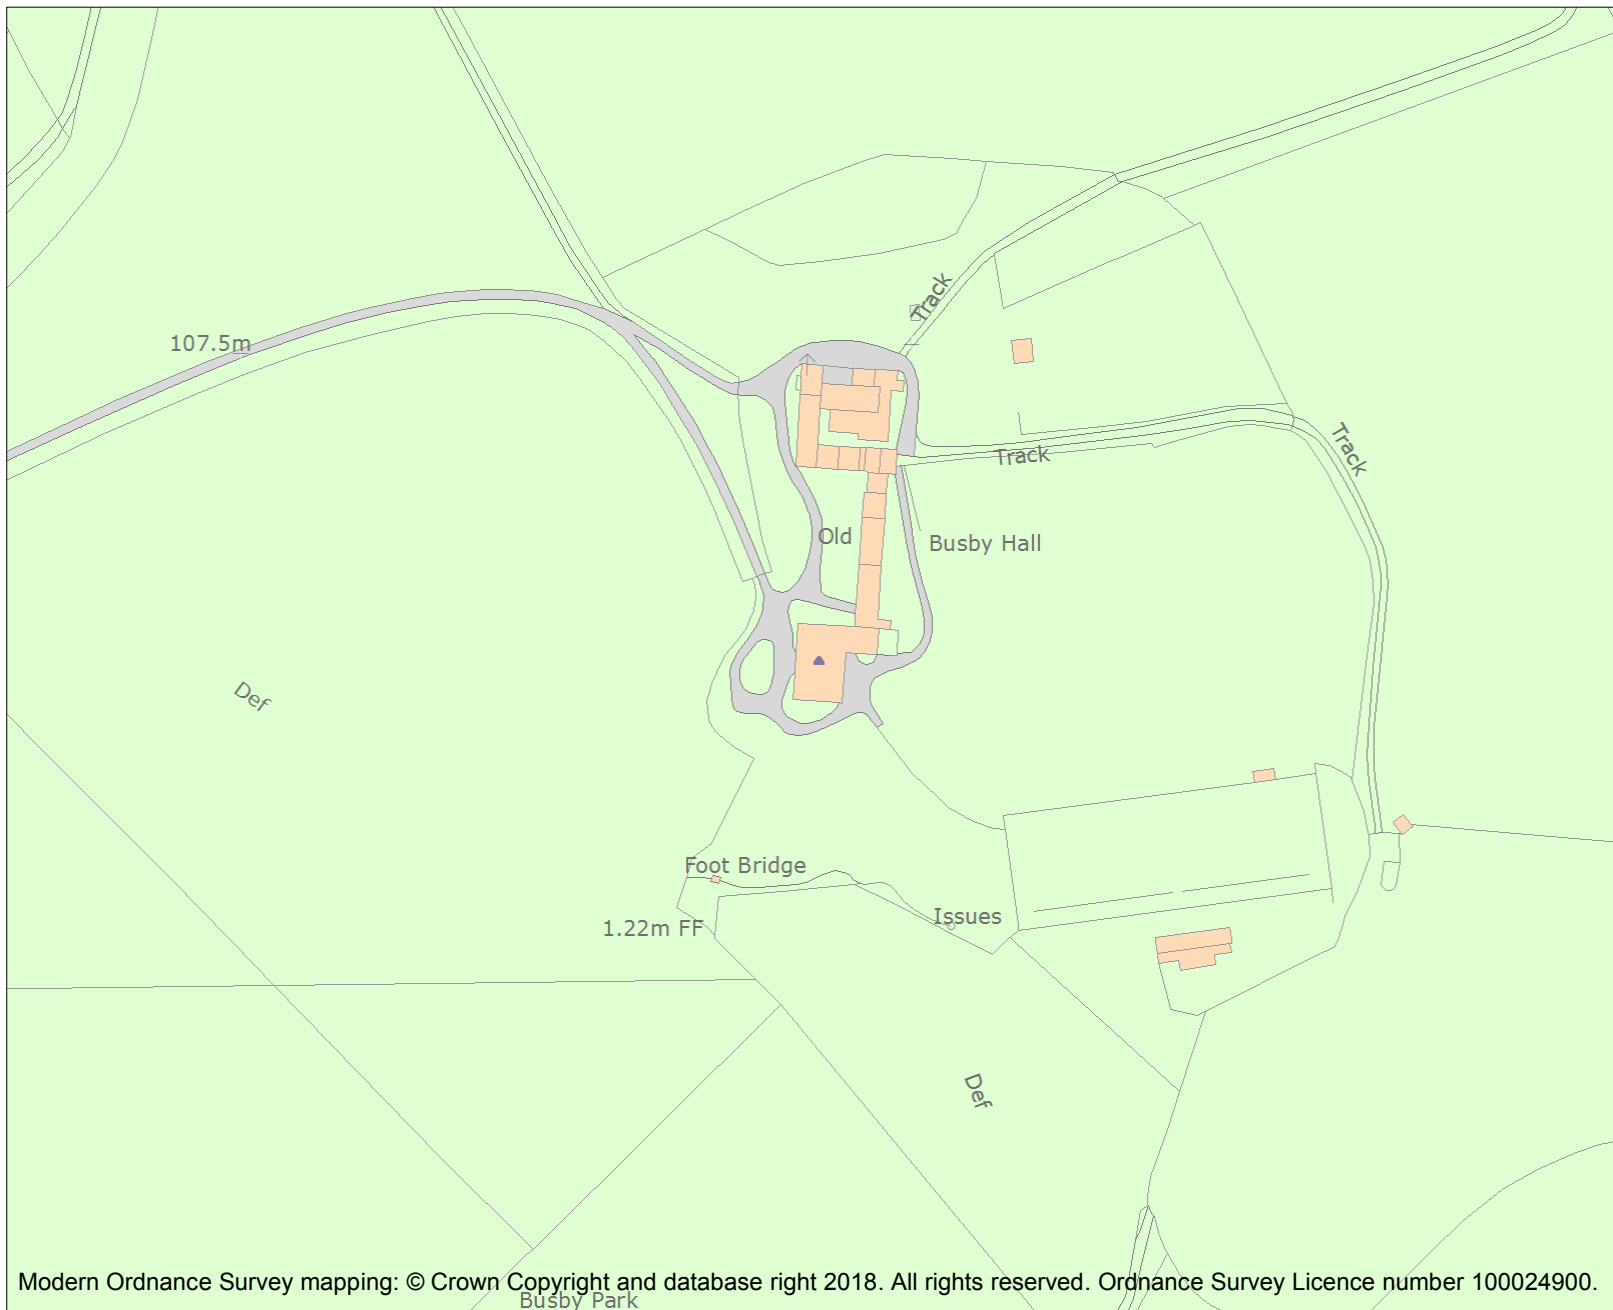 Track
107.5m
Track
Track
Old
Busby Hall
Def
Foot Bridge
Issues
1.22m FF
Def
Modern Ordnance Survey mapping: © Crown Copyright and database right 2018. All rights reserved. Ordnance Survey Licence number 100024900.
Busby Park